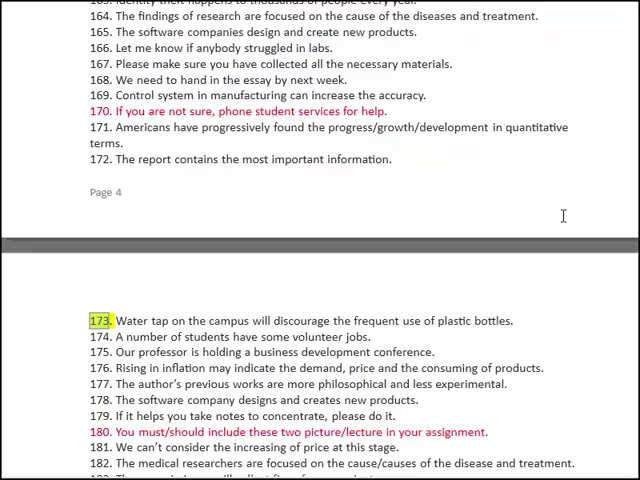 163. Identity theft happens to thousands of people every year.
164. The findings of research are focused on the cause of the diseases and treatment.
165. The software companies design and create new products.
166. Let me know if anybody struggled in labs.
167. Please make sure you have collected all the necessary materials.
168. We need to hand in the essay by next week.
169. Control system in manufacturing can increase the accuracy.
170. If you are not sure, phone student services for help.
171. Americans have progressively found the progress/growth/development in quantitative
terms.
172. The report contains the most important information.
Page 4
173. Water tap on the campus will discourage the frequent use of plastic bottles.
174. A number of students have some volunteer jobs.
175. Our professor is holding a business development conference.
176. Rising in inflation may indicate the demand, price and the consuming of products.
177. The author's previous works are more philosophical and less experimental.
178. The software company designs and creates new products.
179. If it helps you take notes to concentrate, please do it.
180. You must/should include these two picture/lecture in your assignment.
181. We can't consider the increasing of price at this stage.
182. The medical researchers are focused on the cause/causes of the disease and treatment.